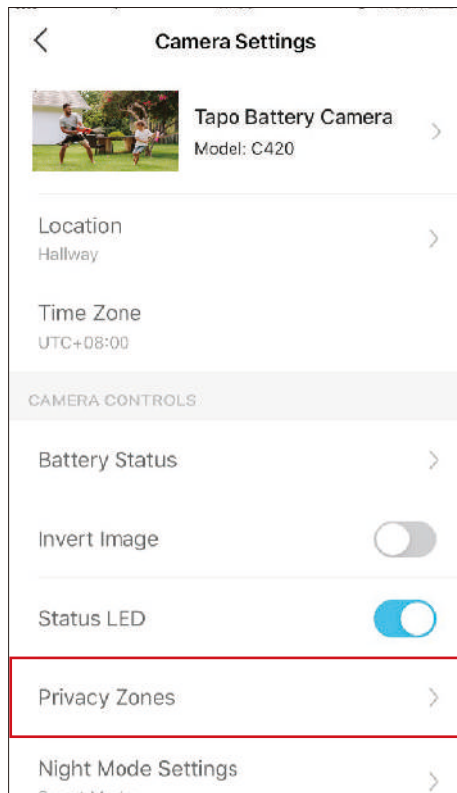 Camera Settings
Tapo Battery Camera
Model: C420
Location
Hallway
Time Zone
UTC+08:00
CAMERA CONTROLS
Battery Status
Invert Image
Status LED
Privacy Zones
Night Mode Settings